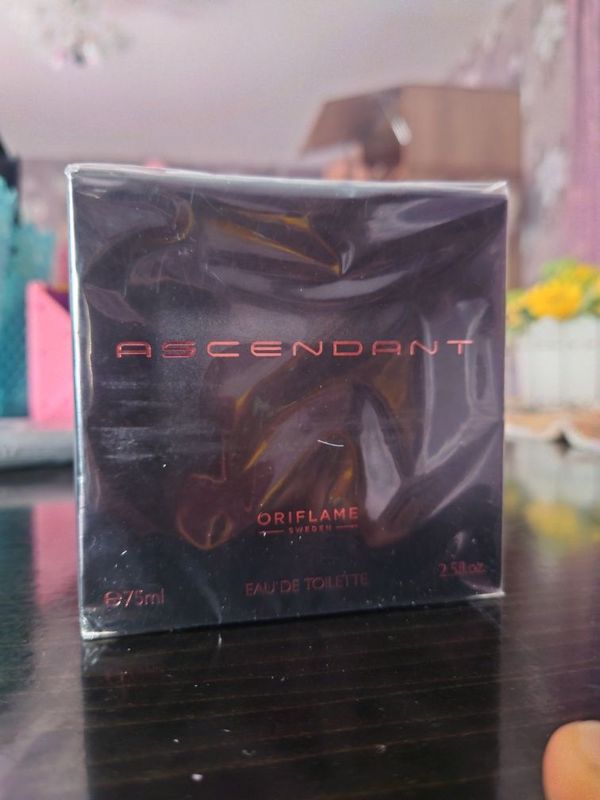 ASCENDANT
ORIFLAME
SWEDEN
℮75ml
EAU DE TOILETTE
2.5fl.oz.